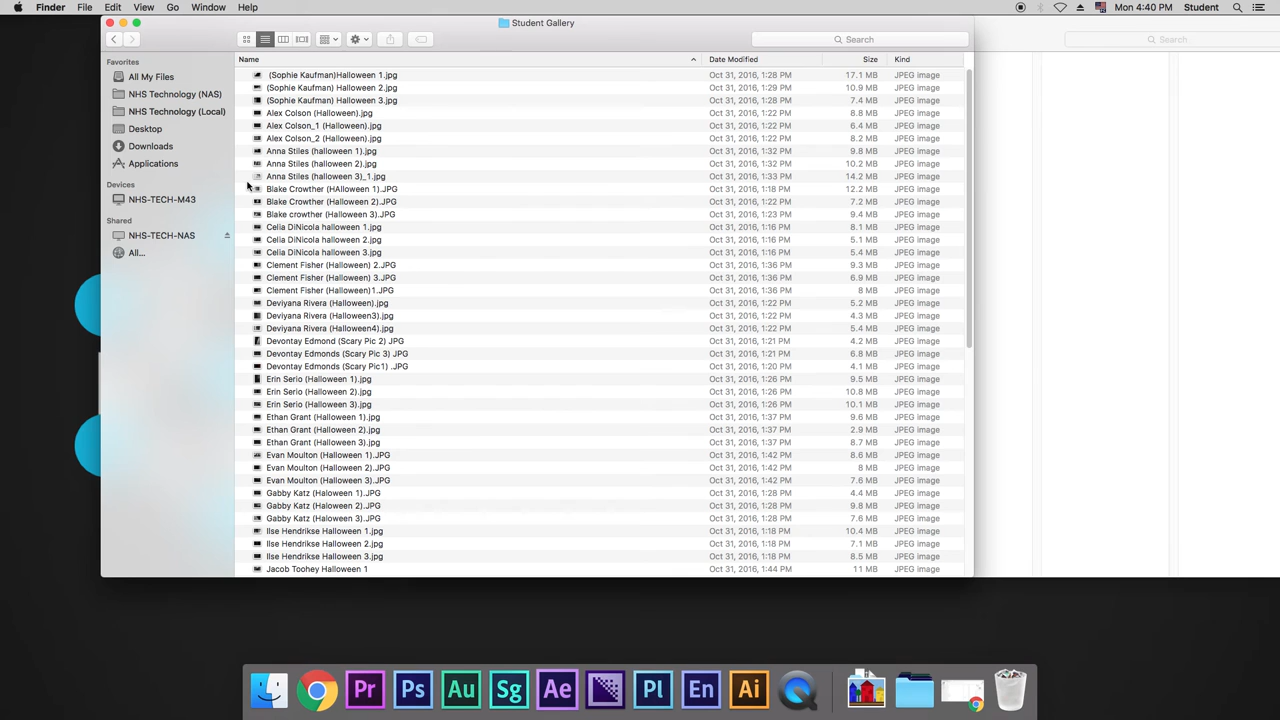 Finder File Edit View Go Window Help Mon 4:40 PM Student
Student Gallery
Search
Search
Favorites
All My Files
NHS Technology (NAS)
NHS Technology (Local)
Desktop
Downloads
Applications
Devices
NHS-TECH-M43
Shared
NHS-TECH-NAS
All...
Name Date Modified Size Kind
(Sophie Kaufman)Halloween 1.jpg Oct 31, 2016, 1:28 PM 17.1 MB JPEG image
(Sophie Kaufman) Halloween 2.jpg Oct 31, 2016, 1:29 PM 10.9 MB JPEG image
(Sophie Kaufman) Halloween 3.jpg Oct 31, 2016, 1:28 PM 7.4 MB JPEG image
Alex Colson (Halloween).jpg Oct 31, 2016, 1:22 PM 8.8 MB JPEG image
Alex Colson_1 (Halloween).jpg Oct 31, 2016, 1:22 PM 6.4 MB JPEG image
Alex Colson_2 (Halloween).jpg Oct 31, 2016, 1:22 PM 8.2 MB JPEG image
Anna Stiles (halloween 1).jpg Oct 31, 2016, 1:32 PM 9.8 MB JPEG image
Anna Stiles (halloween 2).jpg Oct 31, 2016, 1:32 PM 10.2 MB JPEG image
Anna Stiles (halloween 3)_1.jpg Oct 31, 2016, 1:32 PM 14.2 MB JPEG image
Blake Crowther (HAlloween 1).JPG Oct 31, 2016, 1:18 PM 12.2 MB JPEG image
Blake Crowther (Halloween 2).JPG Oct 31, 2016, 1:22 PM 7.9 MB JPEG image
Blake crowther (Halloween 3).JPG Oct 31, 2016, 1:23 PM 9.4 MB JPEG image
Celia DiNicola halloween 1.jpg Oct 31, 2016, 1:16 PM 8.1 MB JPEG image
Celia DiNicola halloween 2.jpg Oct 31, 2016, 1:16 PM 5.1 MB JPEG image
Celia DiNicola halloween 3.jpg Oct 31, 2016, 1:16 PM 5.4 MB JPEG image
Clement Fisher (Halloween) 2.JPG Oct 31, 2016, 1:36 PM 9.3 MB JPEG image
Clement Fisher (Halloween) 3.JPG Oct 31, 2016, 1:36 PM 6.9 MB JPEG image
Clement Fisher (Halloween)1.JPG Oct 31, 2016, 1:36 PM 8 MB JPEG image
Deviyana Rivera (Halloween).jpg Oct 31, 2016, 1:22 PM 5.2 MB JPEG image
Deviyana Rivera (Halloween3).jpg Oct 31, 2016, 1:22 PM 4.3 MB JPEG image
Deviyana Rivera (Halloween4).jpg Oct 31, 2016, 1:22 PM 5.4 MB JPEG image
Devontay Edmond (Scary Pic 2) JPG Oct 31, 2016, 1:21 PM 4.2 MB JPEG image
Devontay Edmonds (Scary Pic 3) JPG Oct 31, 2016, 1:21 PM 6.8 MB JPEG image
Devontay Edmonds (Scary Pic1) .JPG Oct 31, 2016, 1:20 PM 4.1 MB JPEG image
Erin Serio (Halloween 1).jpg Oct 31, 2016, 1:26 PM 9.5 MB JPEG image
Erin Serio (Halloween 2).jpg Oct 31, 2016, 1:26 PM 10.8 MB JPEG image
Erin Serio (Halloween 3).jpg Oct 31, 2016, 1:26 PM 10.1 MB JPEG image
Ethan Grant (Halloween 1).jpg Oct 31, 2016, 1:37 PM 9.6 MB JPEG image
Ethan Grant (Halloween 2).jpg Oct 31, 2016, 1:37 PM 2.9 MB JPEG image
Ethan Grant (Halloween 3).jpg Oct 31, 2016, 1:37 PM 8.7 MB JPEG image
Evan Moulton (Halloween 1).JPG Oct 31, 2016, 1:42 PM 8.6 MB JPEG image
Evan Moulton (Halloween 2).JPG Oct 31, 2016, 1:42 PM 8 MB JPEG image
Evan Moulton (Halloween 3).JPG Oct 31, 2016, 1:42 PM 7.6 MB JPEG image
Gabby Katz (Haloween 1).JPG Oct 31, 2016, 1:28 PM 4.4 MB JPEG image
Gabby Katz (Haloween 2).JPG Oct 31, 2016, 1:28 PM 9.8 MB JPEG image
Gabby Katz (Haloween 3).JPG Oct 31, 2016, 1:28 PM 7.6 MB JPEG image
Ilse Hendrikse Halloween 1.jpg Oct 31, 2016, 1:18 PM 10.4 MB JPEG image
Ilse Hendrikse Halloween 2.jpg Oct 31, 2016, 1:18 PM 7.1 MB JPEG image
Ilse Hendrikse Halloween 3.jpg Oct 31, 2016, 1:18 PM 8.5 MB JPEG image
Jacob Toohey Halloween 1 Oct 31, 2016, 1:44 PM 11 MB JPEG image
Pr Ps Au Sg Ae Pl En Ai